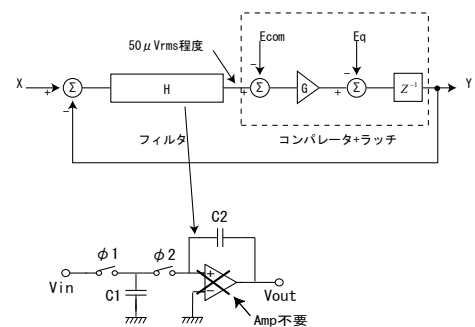 50μVrms程度
Ecom
Eq
X
+
Σ
−
H
+
−
Σ
G
+
−
Σ
Z⁻¹
Y
フィルタ
コンパレータ+ラッチ
φ1
φ2
C2
Vin
C1
+
−
Vout
Amp不要